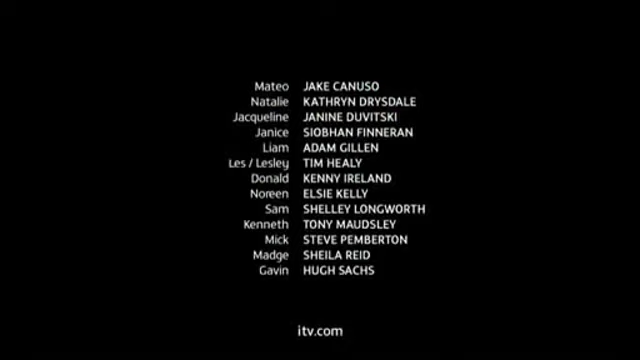 Mateo JAKE CANUSO
Natalie KATHRYN DRYSDALE
Jacqueline JANINE DUVITSKI
Janice SIOBHAN FINNERAN
Liam ADAM GILLEN
Les / Lesley TIM HEALY
Donald KENNY IRELAND
Noreen ELSIE KELLY
Sam SHELLEY LONGWORTH
Kenneth TONY MAUDSLEY
Mick STEVE PEMBERTON
Madge SHEILA REID
Gavin HUGH SACHS
itv.com